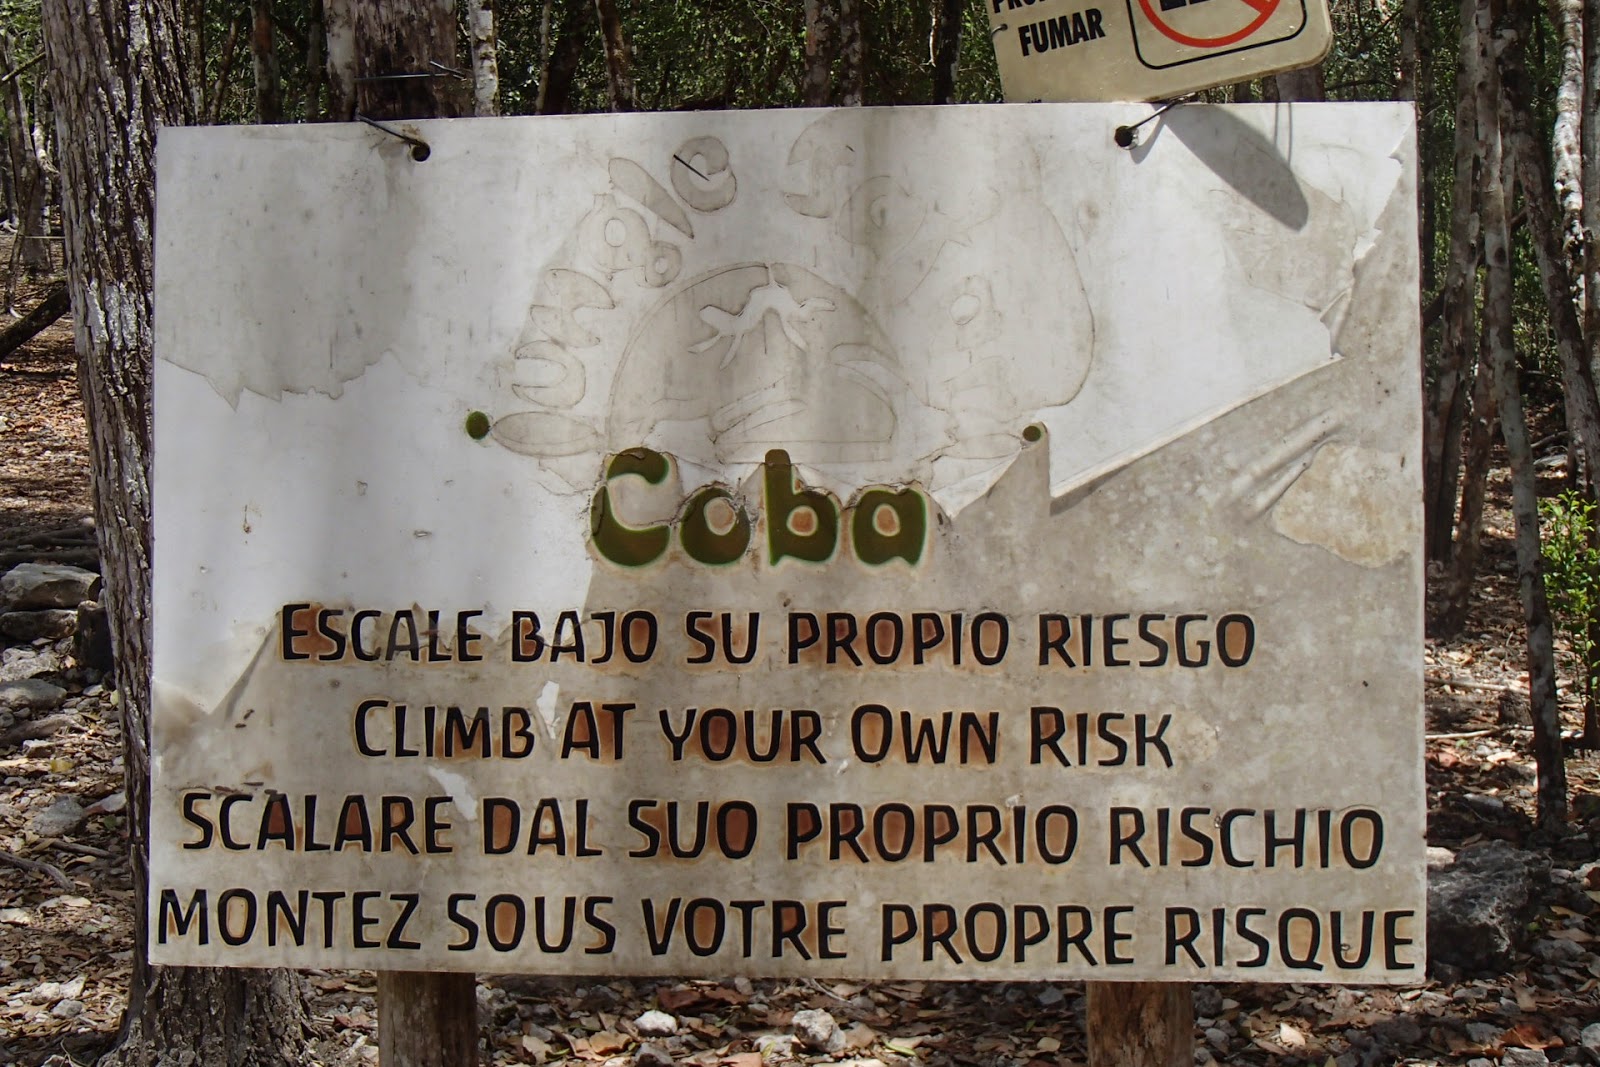 FUMAR
Coba
ESCALE BAJO SU PROPIO RIESGO
CLIMB AT YOUR OWN RISK
SCALARE DAL SUO PROPRIO RISCHIO
MONTEZ SOUS VOTRE PROPRE RISQUE